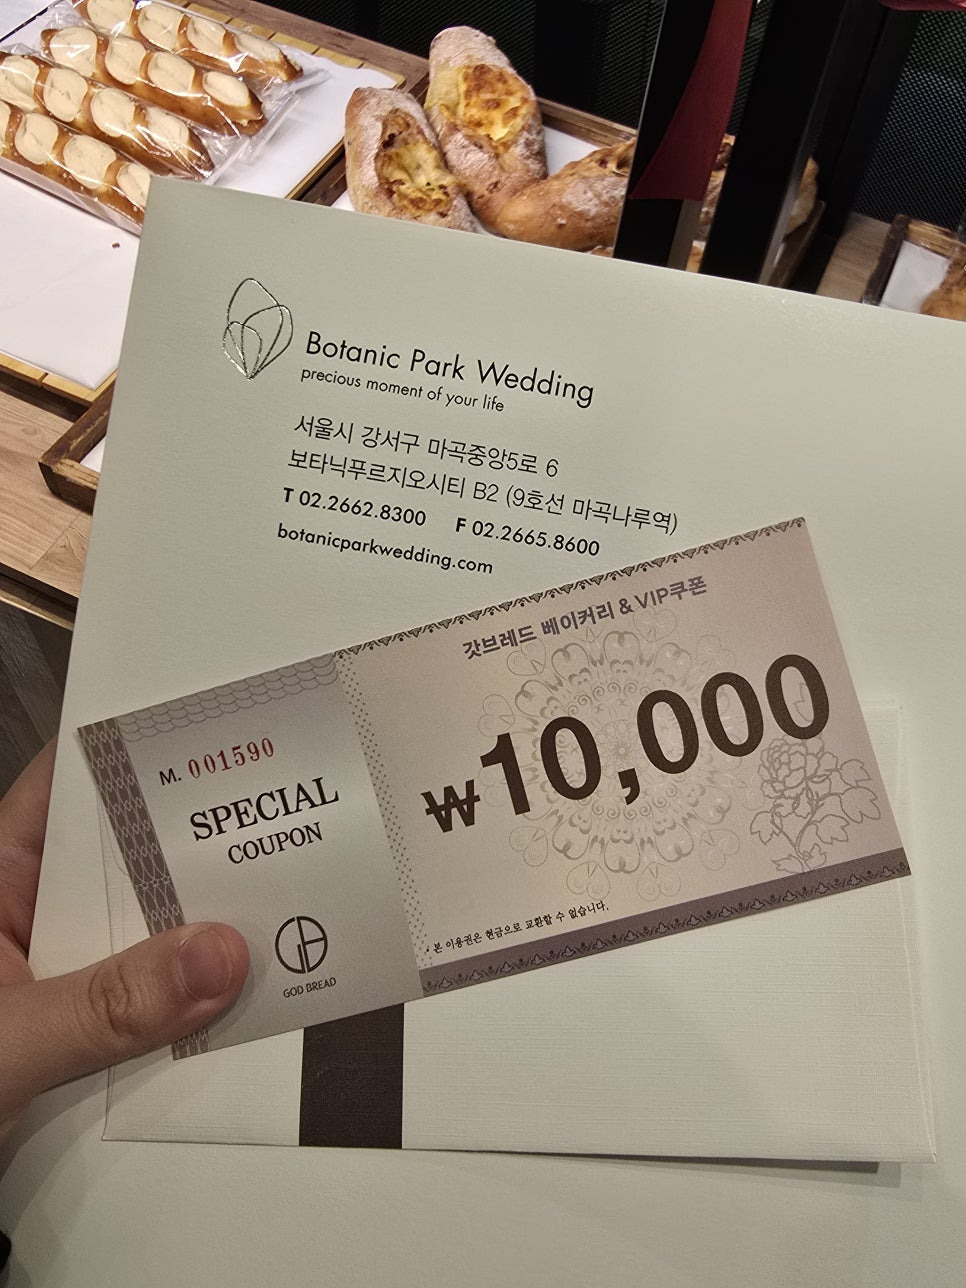 Botanic Park Wedding
precious moment of your life
서울시 강서구 마곡중앙5로 6
보타닉푸르지오시티 B2 (9호선 마곡나루역)
T 02.2662.8300 F 02.2665.8600
botanicparkwedding.com
갓브레드 베이커리 & VIP쿠폰
₩10,000
• 본 이용권은 현금으로 교환할 수 없습니다.
M. 001590
SPECIAL
COUPON
GOD BREAD